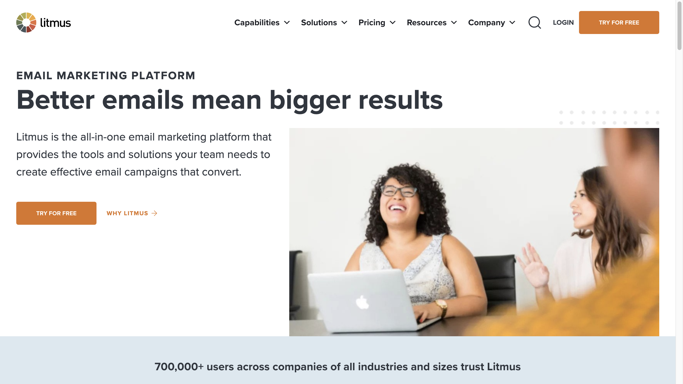 litmus
Capabilities Solutions Pricing Resources Company LOGIN TRY FOR FREE
EMAIL MARKETING PLATFORM
Better emails mean bigger results
Litmus is the all-in-one email marketing platform that
provides the tools and solutions your team needs to
create effective email campaigns that convert.
TRY FOR FREE WHY LITMUS →
700,000+ users across companies of all industries and sizes trust Litmus